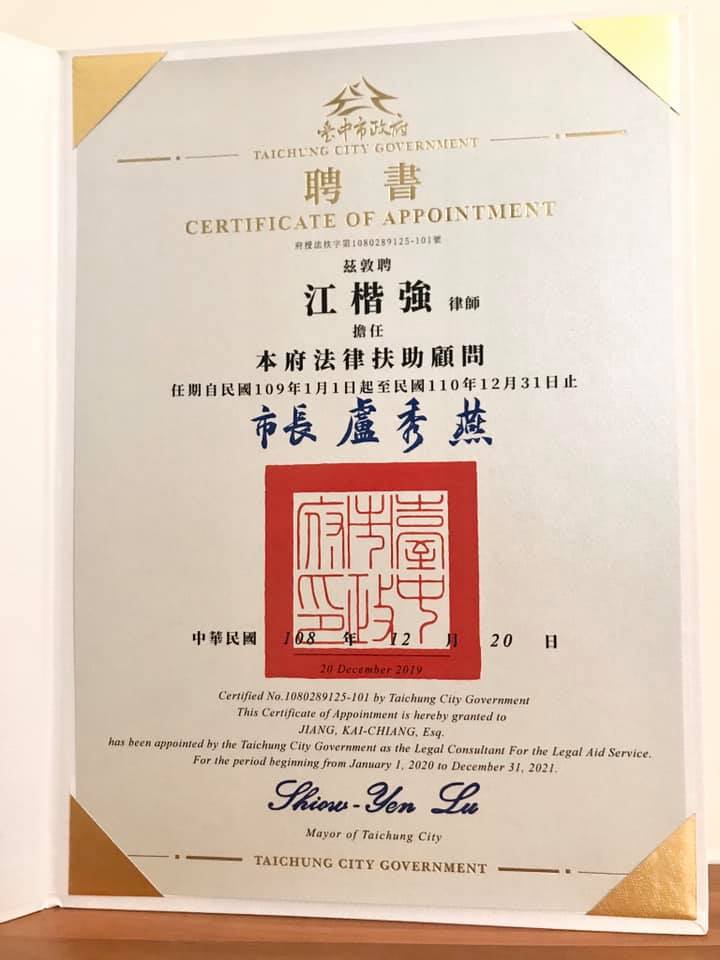 臺中市政府
TAICHUNG CITY GOVERNMENT
聘書
CERTIFICATE OF APPOINTMENT
府授法秩字第1080289125-101號
茲敦聘
江楷強 律師
擔任
本府法律扶助顧問
任期自民國109年1月1日起至民國110年12月31日止
市長 盧秀燕
臺中市政府印
中華民國 108 年 12 月 20 日
20 December 2019
Certified No.1080289125-101 by Taichung City Government
This Certificate of Appointment is hereby granted to
JIANG, KAI-CHIANG, Esq.
has been appointed by the Taichung City Government as the Legal Consultant For the Legal Aid Service.
For the period beginning from January 1, 2020 to December 31, 2021.
Shiow-Yen Lu
Mayor of Taichung City
TAICHUNG CITY GOVERNMENT